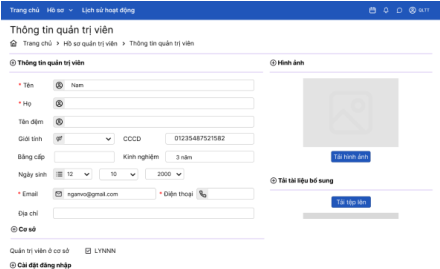 Trang chủ Hồ sơ Lịch sử hoạt động QLTT
Thông tin quản trị viên
Trang chủ > Hồ sơ quản trị viên > Thông tin quản trị viên
Thông tin quản trị viên
Hình ảnh
* Tên Nam
* Họ
Tên đệm
Giới tính CCCD 01235487521582
Bằng cấp Kinh nghiệm 3 năm
Tải hình ảnh
Ngày sinh 12 10 2000
Tải tài liệu bổ sung
* Email nganvo@gmail.com * Điện thoại
Tải tệp lên
Địa chỉ
Cơ sở
Quản trị viên ở cơ sở LYNNN
Cài đặt đăng nhập